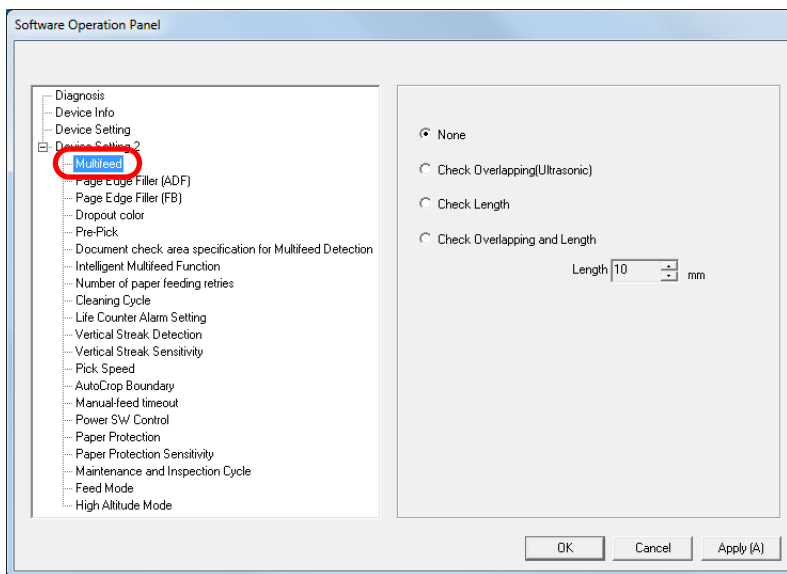 Software Operation Panel
Diagnosis
Device Info
Device Setting
Device Setting 2
Multifeed
Page Edge Filler (ADF)
Page Edge Filler (FB)
Dropout color
Pre-Pick
Document check area specification for Multifeed Detection
Intelligent Multifeed Function
Number of paper feeding retries
Cleaning Cycle
Life Counter Alarm Setting
Vertical Streak Detection
Vertical Streak Sensitivity
Pick Speed
AutoCrop Boundary
Manual-feed timeout
Power SW Control
Paper Protection
Paper Protection Sensitivity
Maintenance and Inspection Cycle
Feed Mode
High Altitude Mode
None
Check Overlapping(Ultrasonic)
Check Length
Check Overlapping and Length
Length 10 mm
OK Cancel Apply (A)